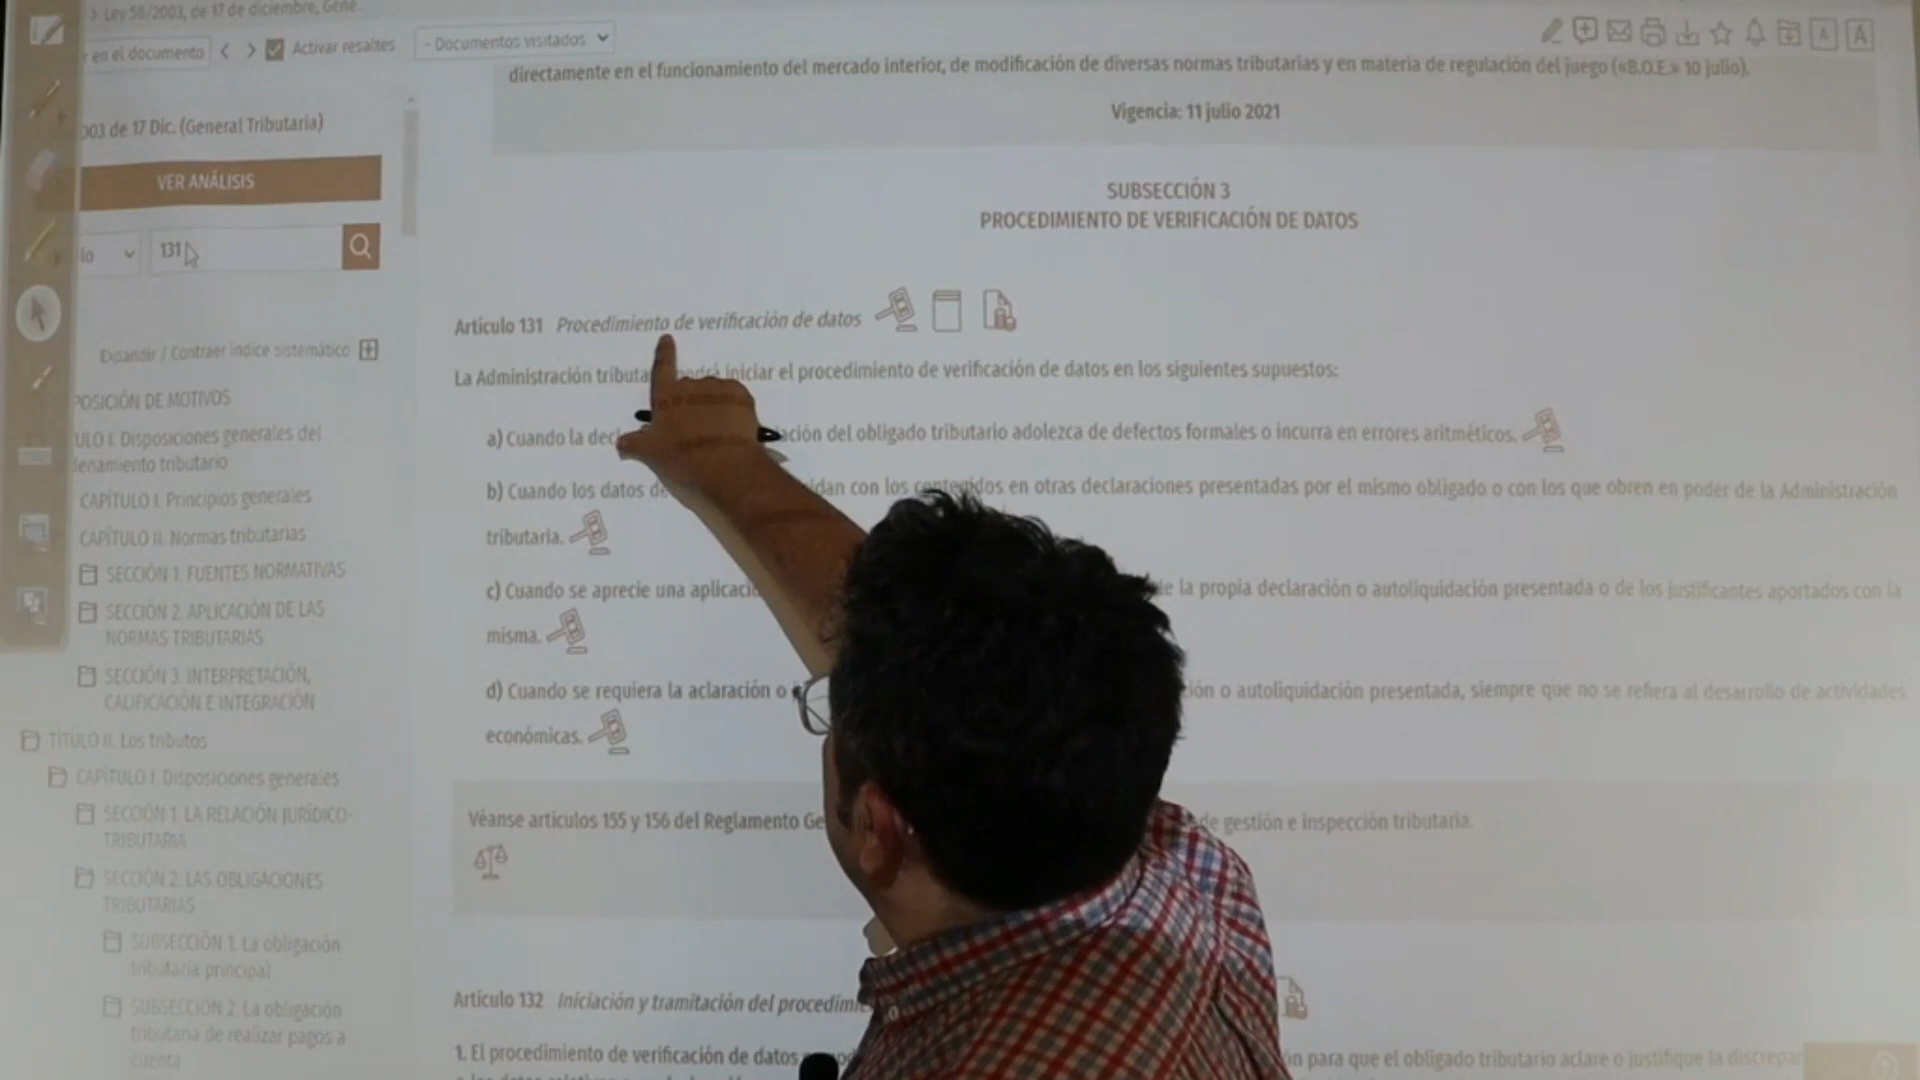 Ley 58/2003, de 17 de diciembre, Gene...
r en el documento
Activar resaltes
- Documentos visitados
directamente en el funcionamiento del mercado interior, de modificación de diversas normas tributarias y en materia de regulación del juego («B.O.E.» 10 julio).
Vigencia: 11 julio 2021
003 de 17 Dic. (General Tributaria)
VER ANÁLISIS
lo
131
Expandir / Contraer índice sistemático
POSICIÓN DE MOTIVOS
ULO I. Disposiciones generales del
denamiento tributario
CAPÍTULO I. Principios generales
CAPÍTULO II. Normas tributarias
SECCIÓN 1. FUENTES NORMATIVAS
SECCIÓN 2. APLICACIÓN DE LAS
NORMAS TRIBUTARIAS
SECCIÓN 3. INTERPRETACIÓN,
CALIFICACIÓN E INTEGRACIÓN
TÍTULO II. Los tributos
CAPÍTULO I. Disposiciones generales
SECCIÓN 1. LA RELACIÓN JURÍDICO-
TRIBUTARIA
SECCIÓN 2. LAS OBLIGACIONES
TRIBUTARIAS
SUBSECCIÓN 1. La obligación
tributaria principal
SUBSECCIÓN 2. La obligación
tributaria de realizar pagos a
cuenta
SUBSECCIÓN 3
PROCEDIMIENTO DE VERIFICACIÓN DE DATOS
Artículo 131 Procedimiento de verificación de datos
La Administración tributa podrá iniciar el procedimiento de verificación de datos en los siguientes supuestos:
a) Cuando la decl ación del obligado tributario adolezca de defectos formales o incurra en errores aritméticos.
b) Cuando los datos de idan con los contenidos en otras declaraciones presentadas por el mismo obligado o con los que obren en poder de la Administración
tributaria.
c) Cuando se aprecie una aplicaci de la propia declaración o autoliquidación presentada o de los justificantes aportados con la
misma.
d) Cuando se requiera la aclaración o ión o autoliquidación presentada, siempre que no se refiera al desarrollo de actividades
económicas.
Véanse artículos 155 y 156 del Reglamento Ge de gestión e inspección tributaria.
Artículo 132 Iniciación y tramitación del procedimie
1. El procedimiento de verificación de datos ón para que el obligado tributario aclare o justifique la discrepa